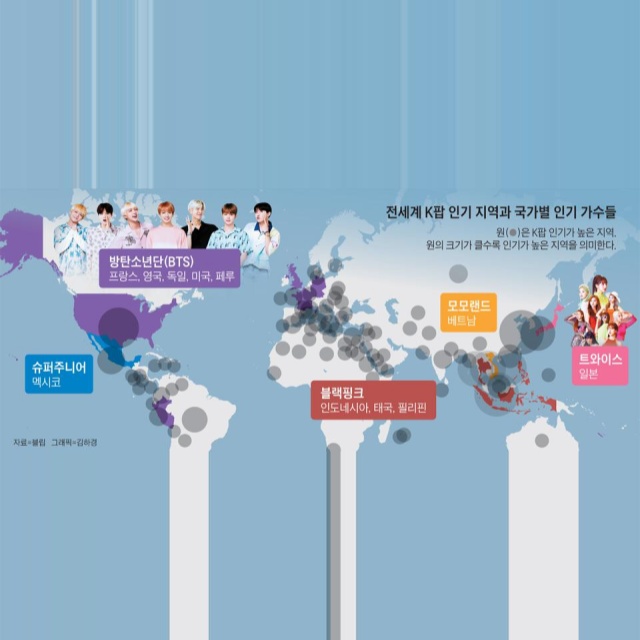 전세계 K팝 인기 지역과 국가별 인기 가수들
원(●)은 K팝 인기가 높은 지역.
원의 크기가 클수록 인기가 높은 지역을 의미한다.
방탄소년단(BTS)
프랑스, 영국, 독일, 미국, 페루
모모랜드
베트남
트와이스
일본
슈퍼주니어
멕시코
블랙핑크
인도네시아, 태국, 필리핀
자료=블립 그래픽=김하경